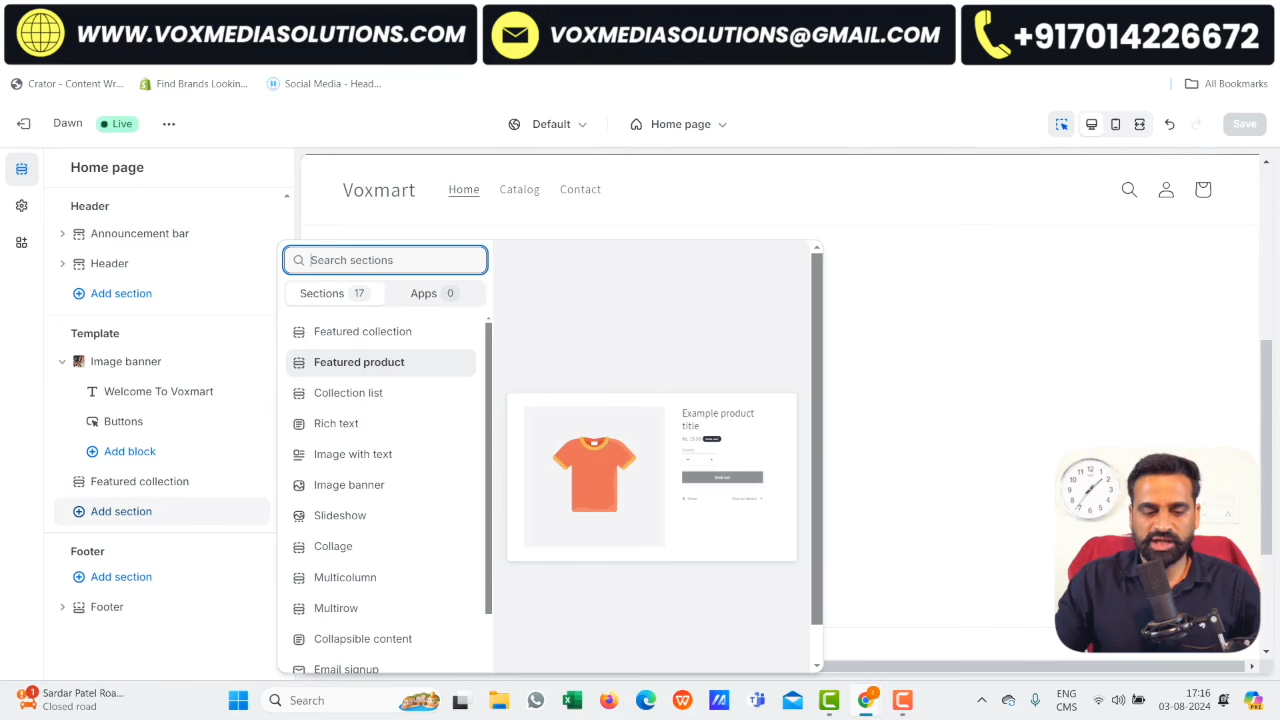 WWW.VOXMEDIASOLUTIONS.COM
VOXMEDIASOLUTIONS@GMAIL.COM
+917014226672
Crator - Content Wr...
Find Brands Lookin...
Social Media - Head...
All Bookmarks
Dawn
Live
Default
Home page
Save
Home page
Header
Announcement bar
Header
Add section
Template
Image banner
Welcome To Voxmart
Buttons
Add block
Featured collection
Add section
Footer
Add section
Footer
Voxmart
Home
Catalog
Contact
Search sections
Sections 17
Apps 0
Featured collection
Featured product
Collection list
Rich text
Image with text
Image banner
Slideshow
Collage
Multicolumn
Multirow
Collapsible content
Email signup
Example product
title
Sardar Patel Roa...
Closed road
Search
ENG
CMS
17:16
03-08-2024